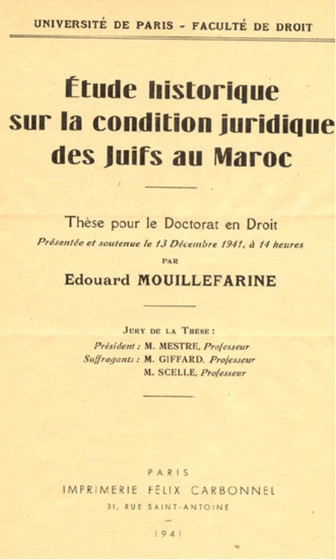 UNIVERSITÉ DE PARIS - FACULTÉ DE DROIT
Étude historique
sur la condition juridique
des Juifs au Maroc
Thèse pour le Doctorat en Droit
Présentée et soutenue le 13 Décembre 1941, à 14 heures
PAR
Edouard MOUILLEFARINE
JURY DE LA THÈSE :
Président : M. MESTRE, Professeur
Suffragants : M. GIFFARD, Professeur
M. SCELLE, Professeur
PARIS
IMPRIMERIE FÉLIX CARBONNEL
31, RUE SAINT-ANTOINE
1941